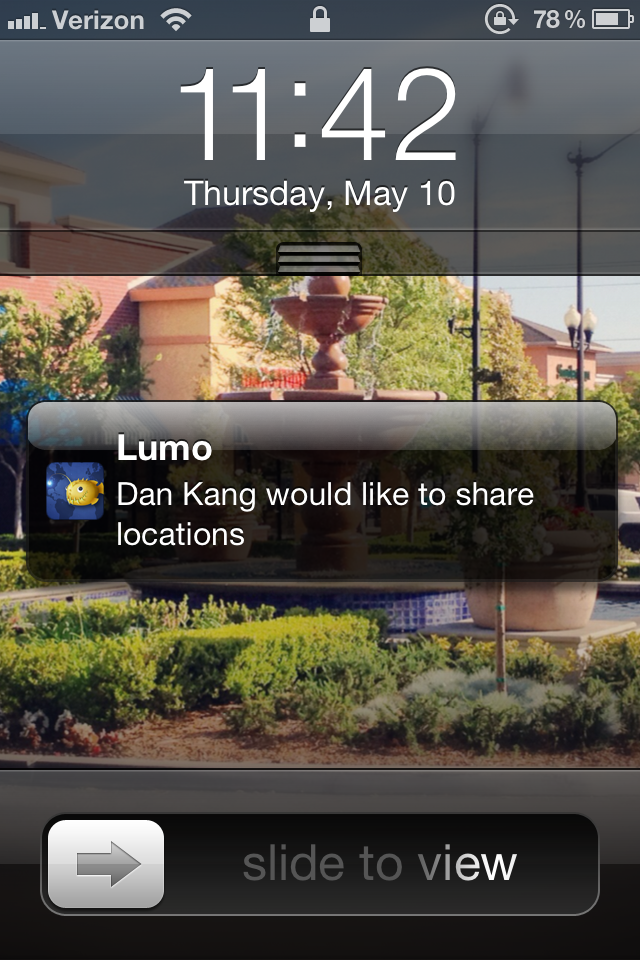 Verizon 78%
11:42
Thursday, May 10
Lumo
Dan Kang would like to share
locations
slide to view